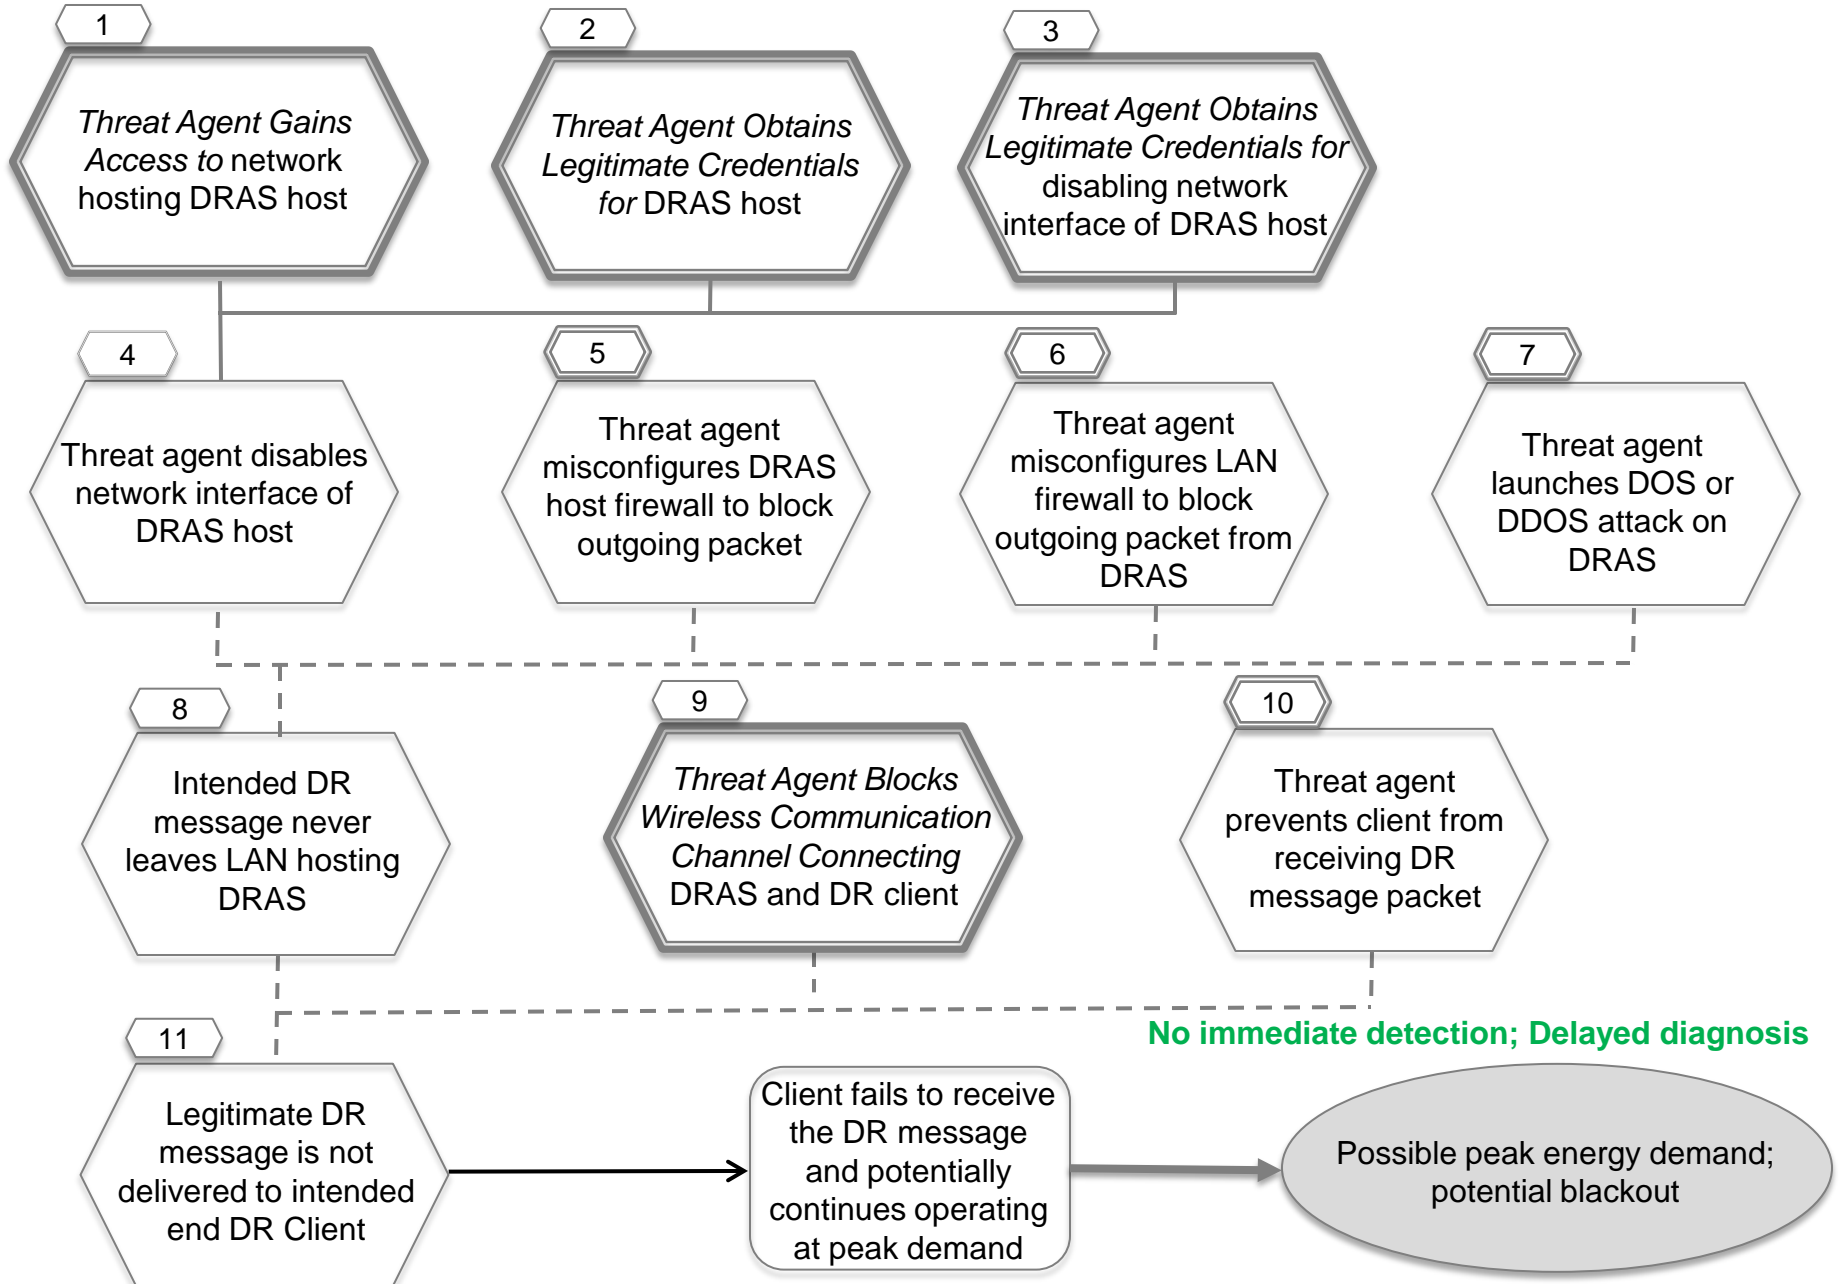 1
Threat Agent Gains
Access to network
hosting DRAS host
2
Threat Agent Obtains
Legitimate Credentials
for DRAS host
3
Threat Agent Obtains
Legitimate Credentials for
disabling network
interface of DRAS host
4
Threat agent disables
network interface of
DRAS host
5
Threat agent
misconfigures DRAS
host firewall to block
outgoing packet
6
Threat agent
misconfigures LAN
firewall to block
outgoing packet from
DRAS
7
Threat agent
launches DOS or
DDOS attack on
DRAS
8
Intended DR
message never
leaves LAN hosting
DRAS
9
Threat Agent Blocks
Wireless Communication
Channel Connecting
DRAS and DR client
10
Threat agent
prevents client from
receiving DR
message packet
11
Legitimate DR
message is not
delivered to intended
end DR Client
Client fails to receive
the DR message
and potentially
continues operating
at peak demand
No immediate detection; Delayed diagnosis
Possible peak energy demand;
potential blackout